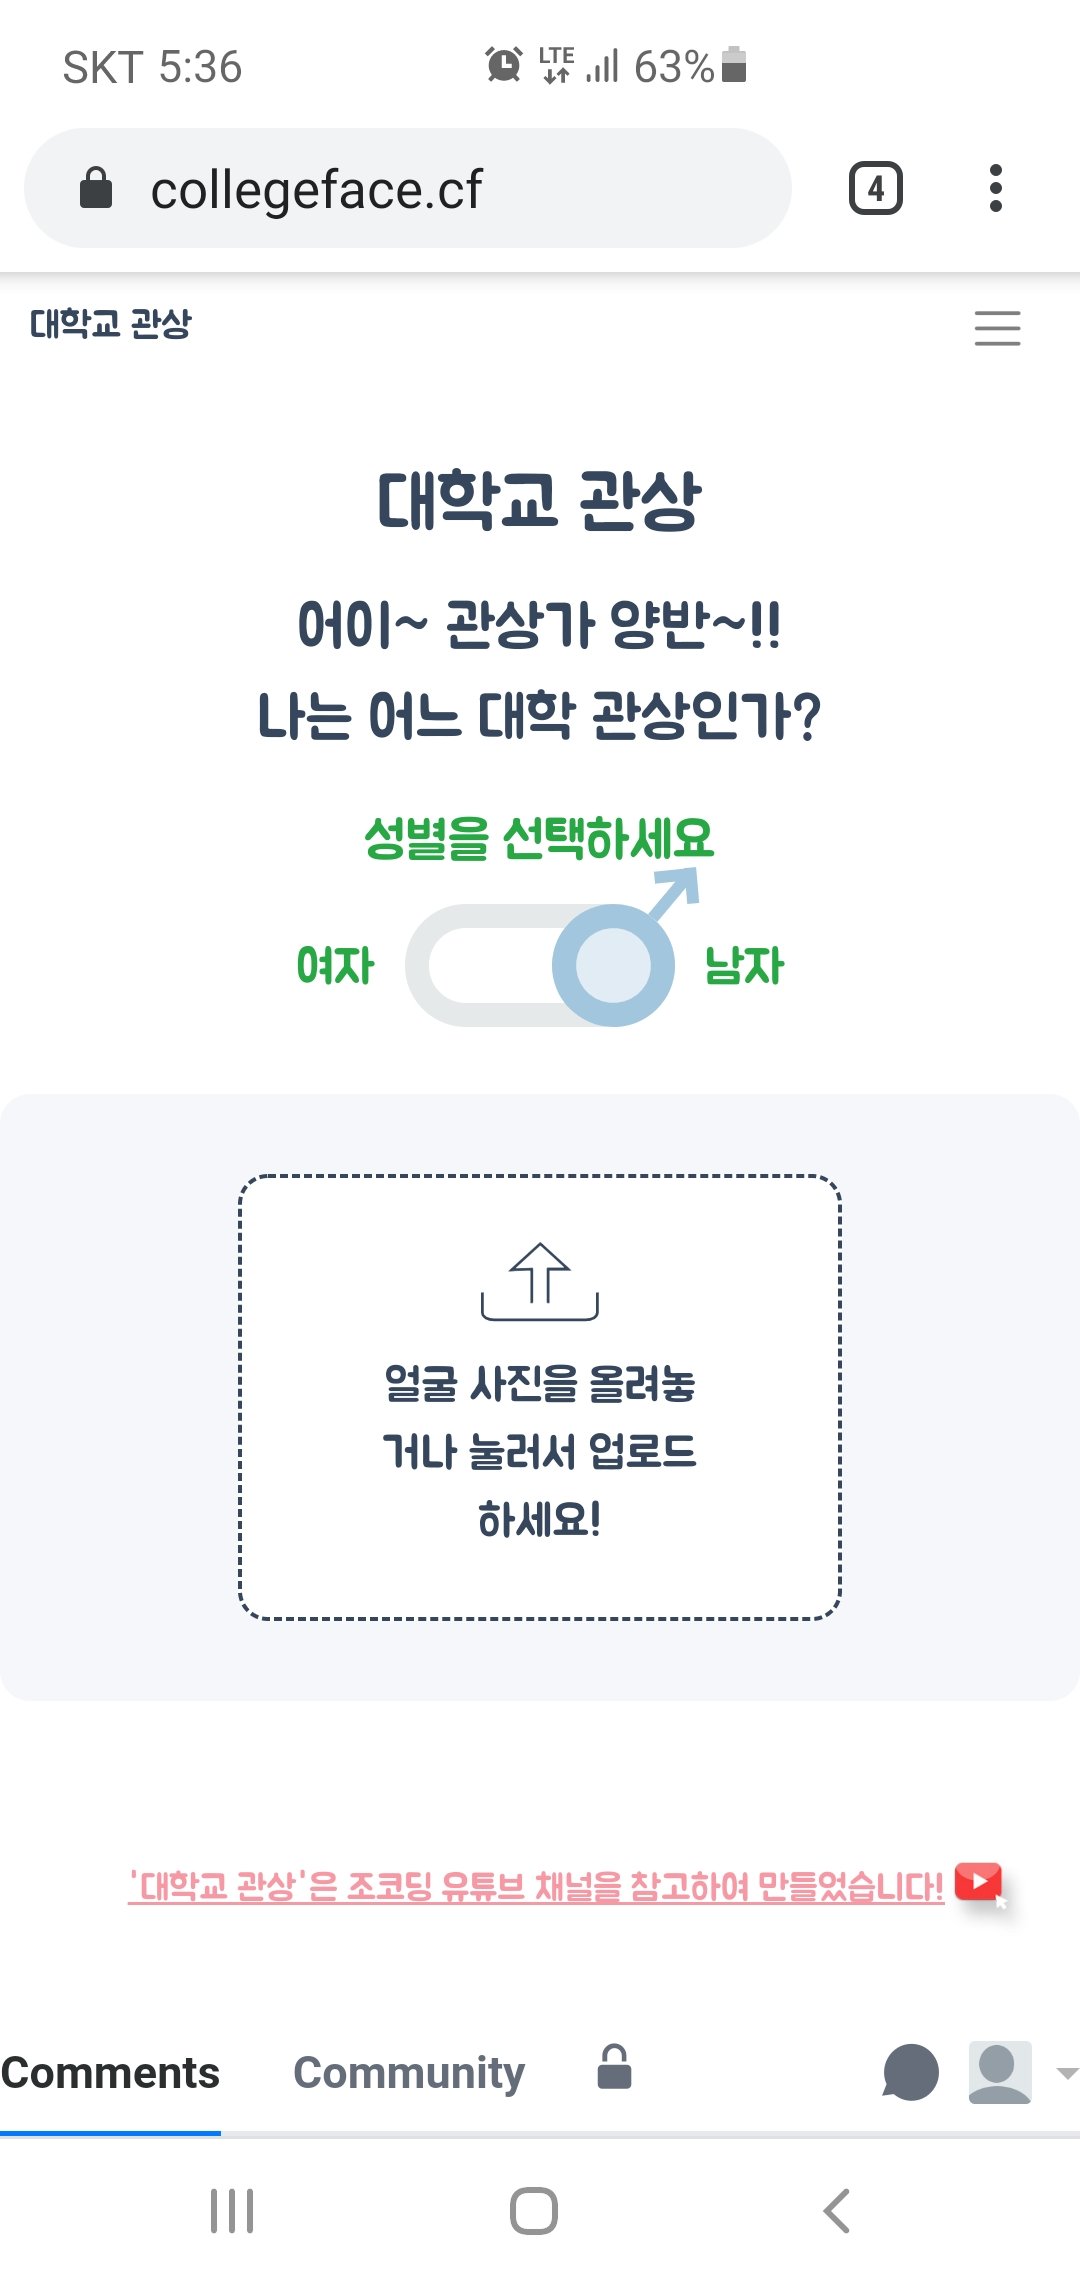 SKT 5:36
LTE
63%
collegeface.cf
4
대학교 관상
대학교 관상
어이~ 관상가 양반~!!
나는 어느 대학 관상인가?
성별을 선택하세요
여자 남자
얼굴 사진을 올려놓
거나 눌러서 업로드
하세요!
'대학교 관상'은 조코딩 유튜브 채널을 참고하여 만들었습니다!
Comments Community